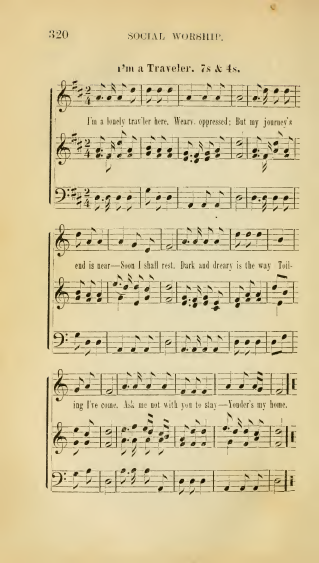 320
SOCIAL WORSHIP.
I'm a Traveler. 7s & 4s.
I'm a lonely trav'ler here, Weary, oppressed; But my journey's
end is near—Soon I shall rest. Dark and dreary is the way Toil-
ing I've come. Ask me not with you to stay—Yonder's my home.